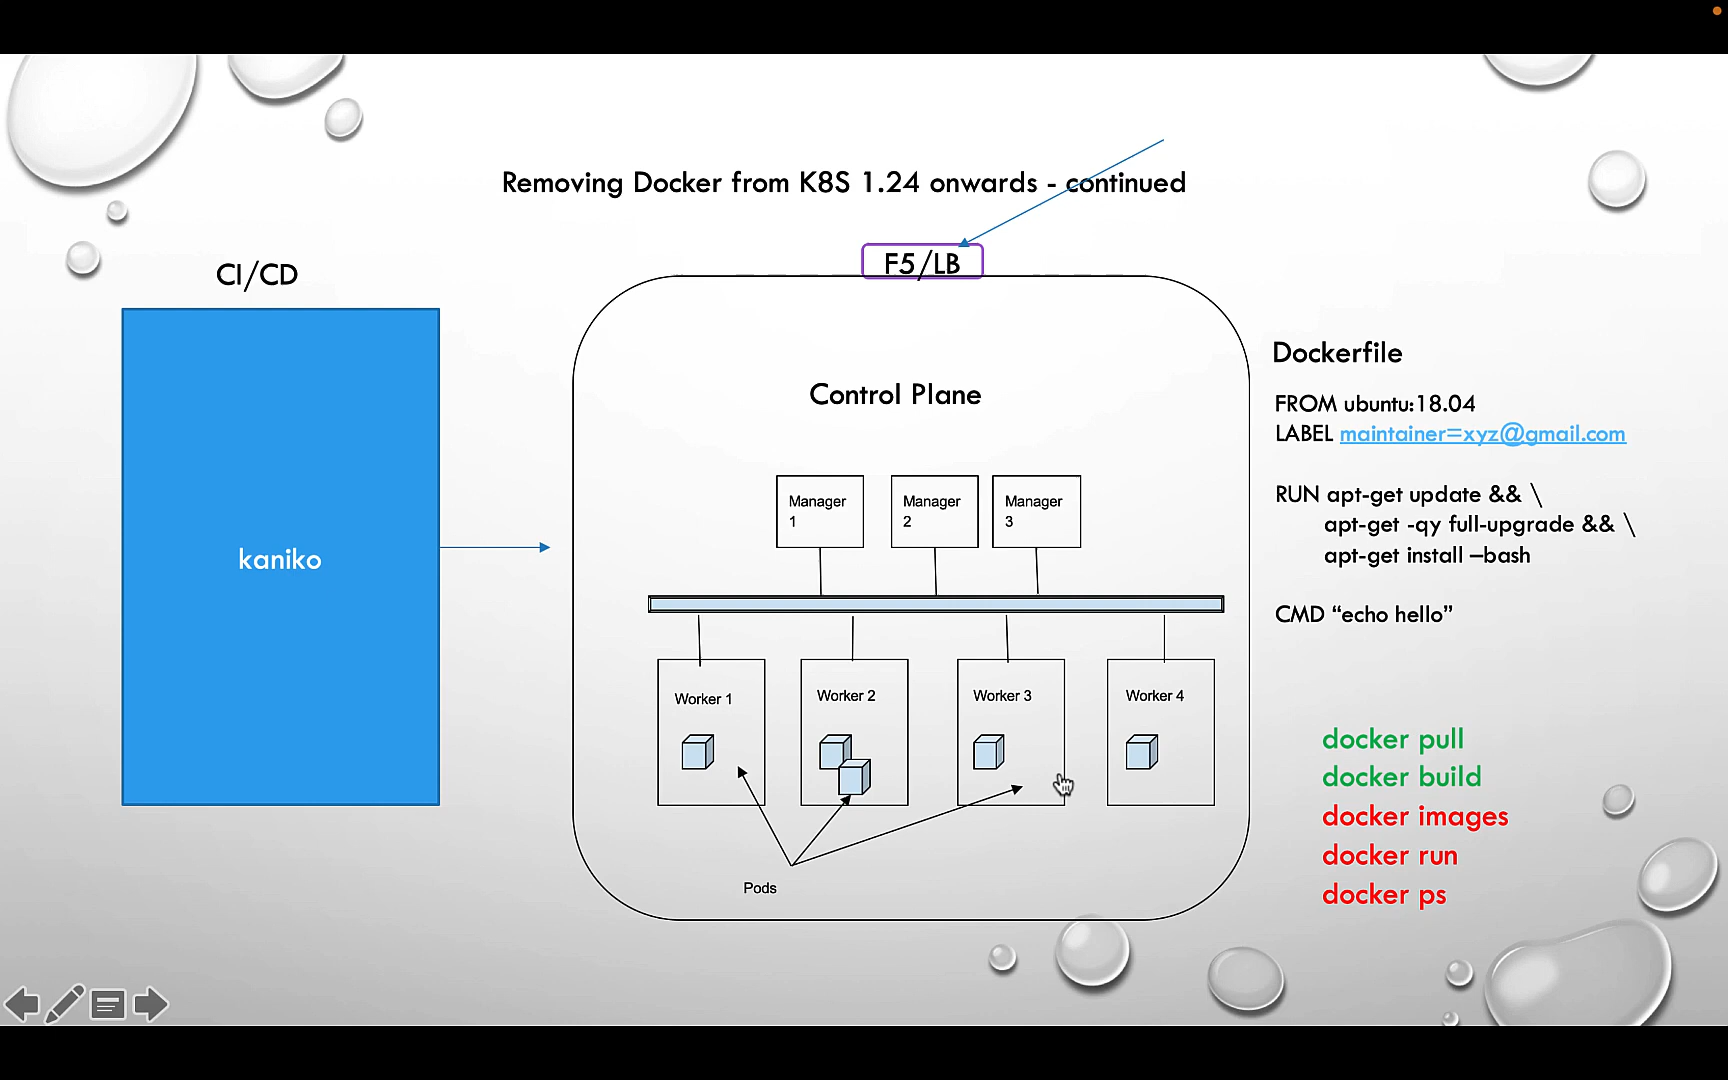 Removing Docker from K8S 1.24 onwards - continued
CI/CD
kaniko
F5/LB
Control Plane
Manager
1
Manager
2
Manager
3
Worker 1
Worker 2
Worker 3
Worker 4
Pods
Dockerfile
FROM ubuntu:18.04
LABEL maintainer=xyz@gmail.com
RUN apt-get update && \
apt-get -qy full-upgrade && \
apt-get install –bash
CMD “echo hello”
docker pull
docker build
docker images
docker run
docker ps